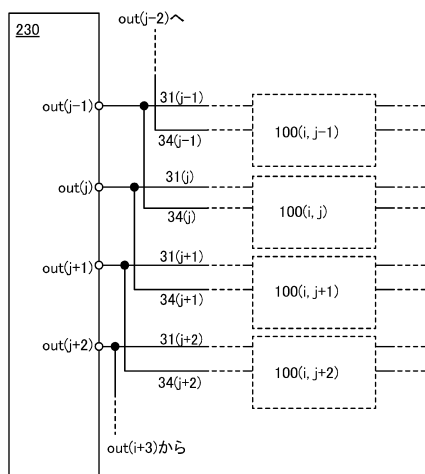 out(j-2)へ
230
out(j-1)
31(j-1)
34(j-1)
100(i, j-1)
out(j)
31(j)
34(j)
100(i, j)
out(j+1)
31(j+1)
34(j+1)
100(i, j+1)
out(j+2)
31(j+2)
34(j+2)
100(i, j+2)
out(i+3)から